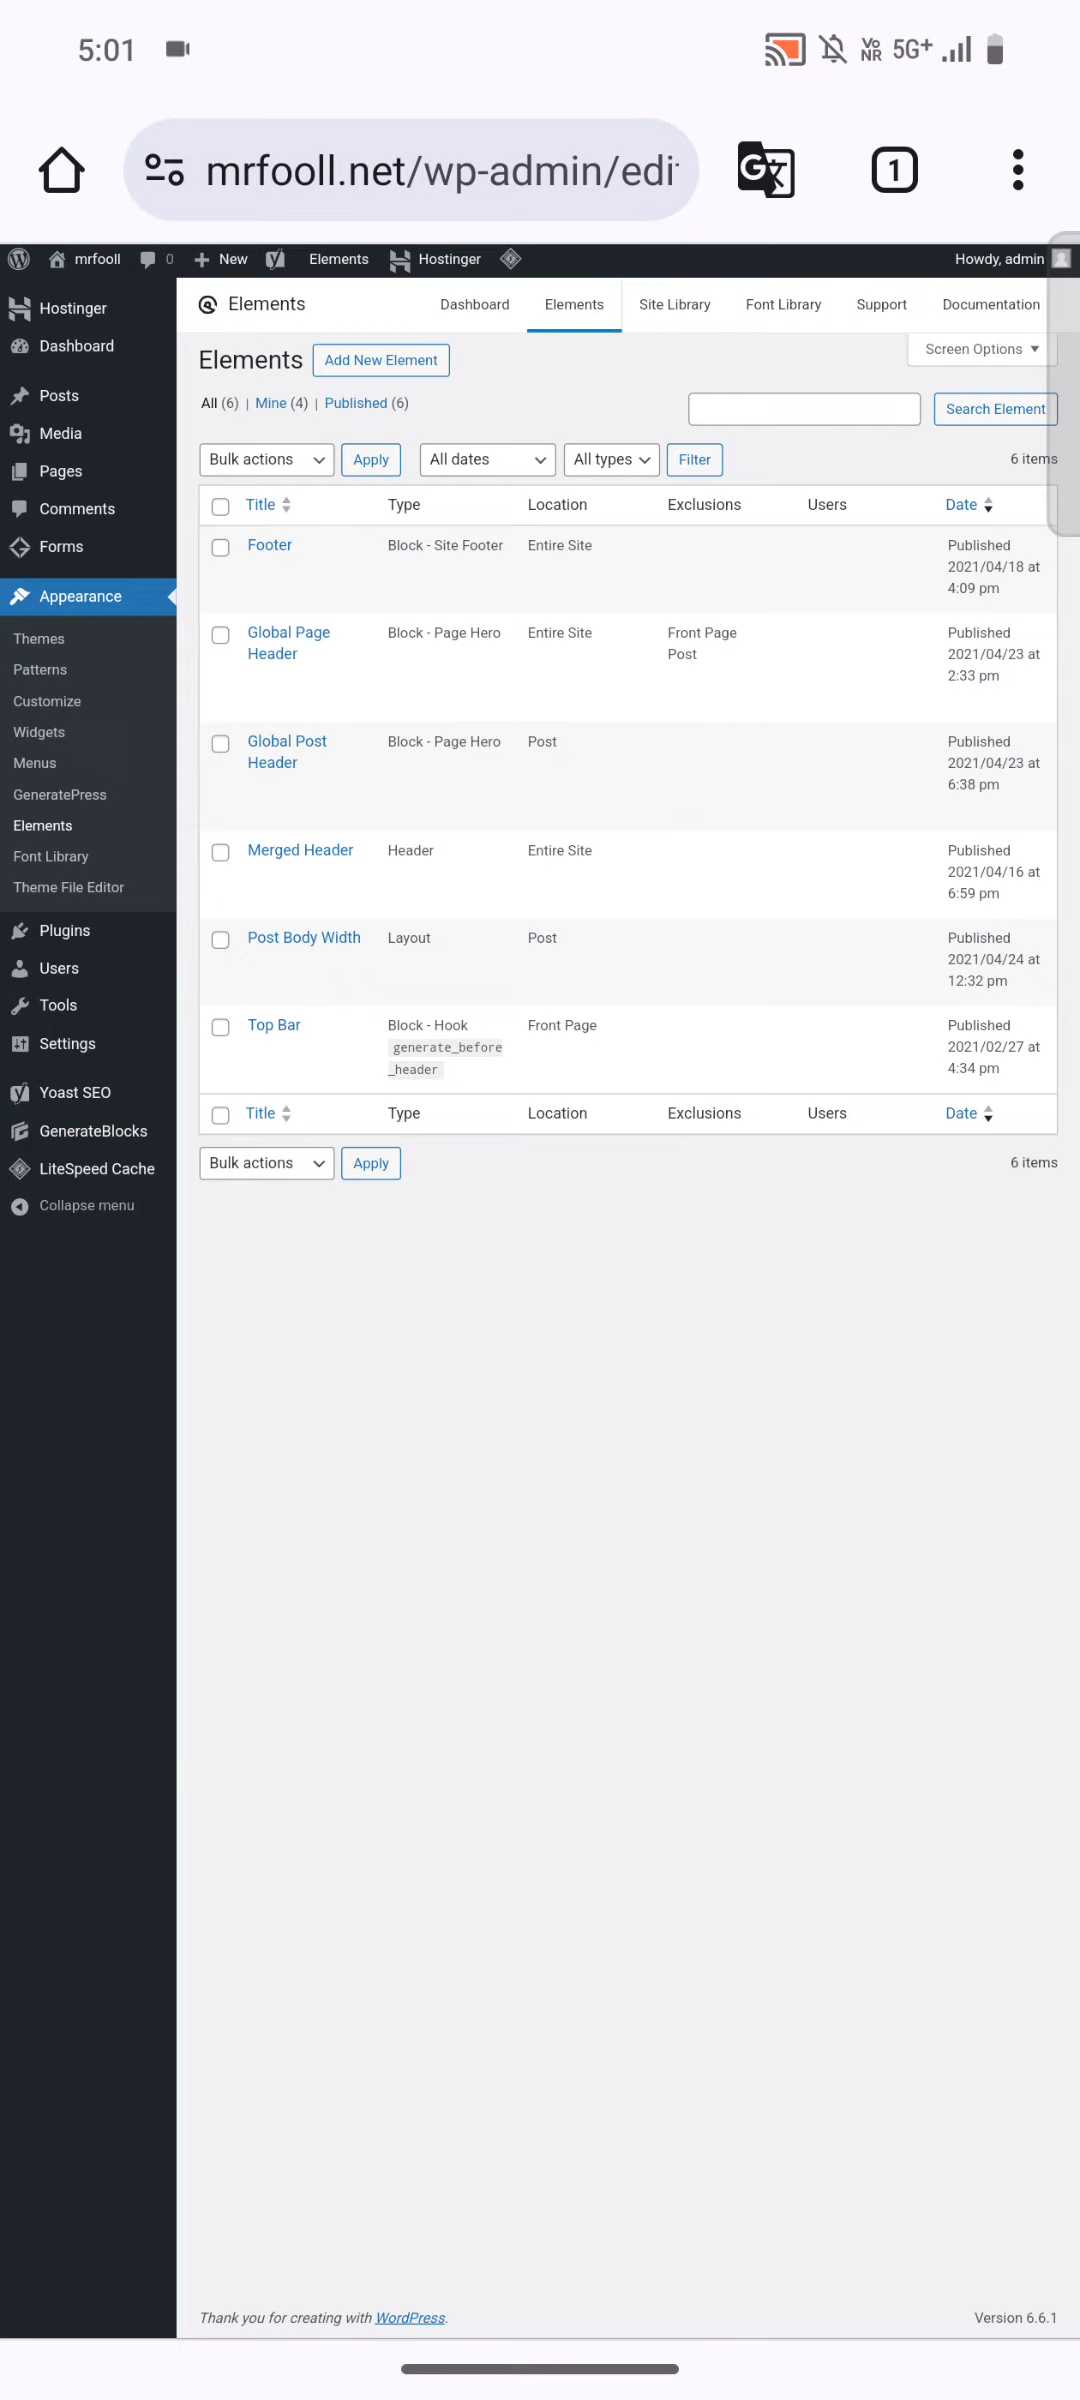 5:01
Vo NR 5G+
mrfooll.net/wp-admin/edi
1
mrfooll 0 New Elements Hostinger Howdy, admin
Hostinger
Dashboard
Posts
Media
Pages
Comments
Forms
Appearance
Themes
Patterns
Customize
Widgets
Menus
GeneratePress
Elements
Font Library
Theme File Editor
Plugins
Users
Tools
Settings
Yoast SEO
GenerateBlocks
LiteSpeed Cache
Collapse menu
Elements Dashboard Elements Site Library Font Library Support Documentation
Elements Add New Element Screen Options
All (6) | Mine (4) | Published (6) Search Element
Bulk actions Apply All dates All types Filter 6 items
Title Type Location Exclusions Users Date
Footer Block - Site Footer Entire Site Published
2021/04/18 at
4:09 pm
Global Page Block - Page Hero Entire Site Front Page Published
Header Post 2021/04/23 at
2:33 pm
Global Post Block - Page Hero Post Published
Header 2021/04/23 at
6:38 pm
Merged Header Header Entire Site Published
2021/04/16 at
6:59 pm
Post Body Width Layout Post Published
2021/04/24 at
12:32 pm
Top Bar Block - Hook Front Page Published
generate_before 2021/02/27 at
_header 4:34 pm
Title Type Location Exclusions Users Date
Bulk actions Apply 6 items
Thank you for creating with WordPress. Version 6.6.1